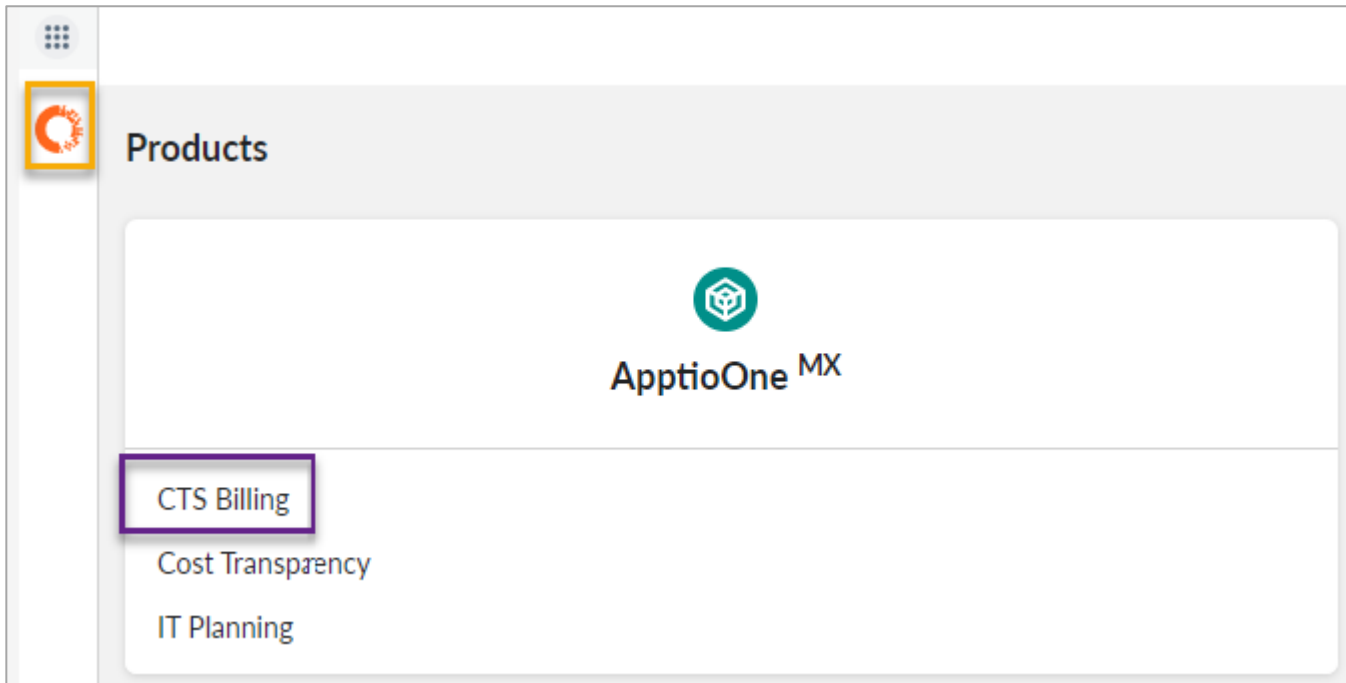 Products
ApptioOne MX
CTS Billing
Cost Transparency
IT Planning